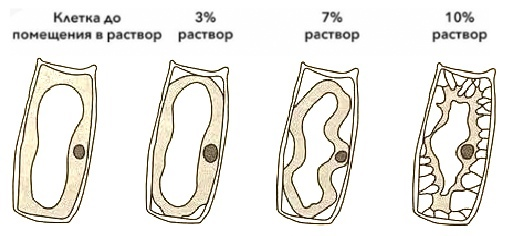 Клетка до
помещения в раствор
3%
раствор
7%
раствор
10%
раствор